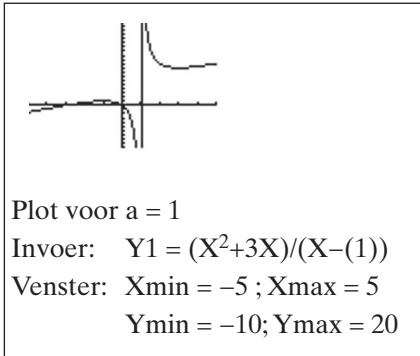 Plot voor a = 1
Invoer: Y1 = (X²+3X)/(X–(1))
Venster: Xmin = –5 ; Xmax = 5
Ymin = –10; Ymax = 20